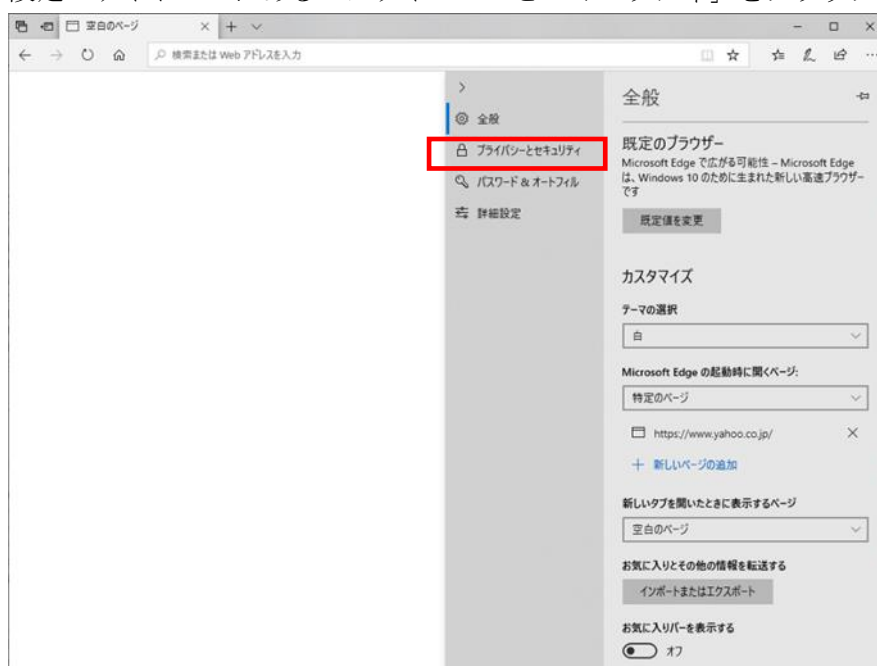 空白のページ
検索または Web アドレスを入力
全般
プライバシーとセキュリティ
パスワード & オートフィル
詳細設定
全般
既定のブラウザー
Microsoft Edge で広がる可能性 – Microsoft Edge
は、Windows 10 のために生まれた新しい高速ブラウザー
です
既定値を変更
カスタマイズ
テーマの選択
白
Microsoft Edge の起動時に開くページ:
特定のページ
https://www.yahoo.co.jp/
新しいページの追加
新しいタブを開いたときに表示するページ
空白のページ
お気に入りとその他の情報を転送する
インポートまたはエクスポート
お気に入りバーを表示する
オフ